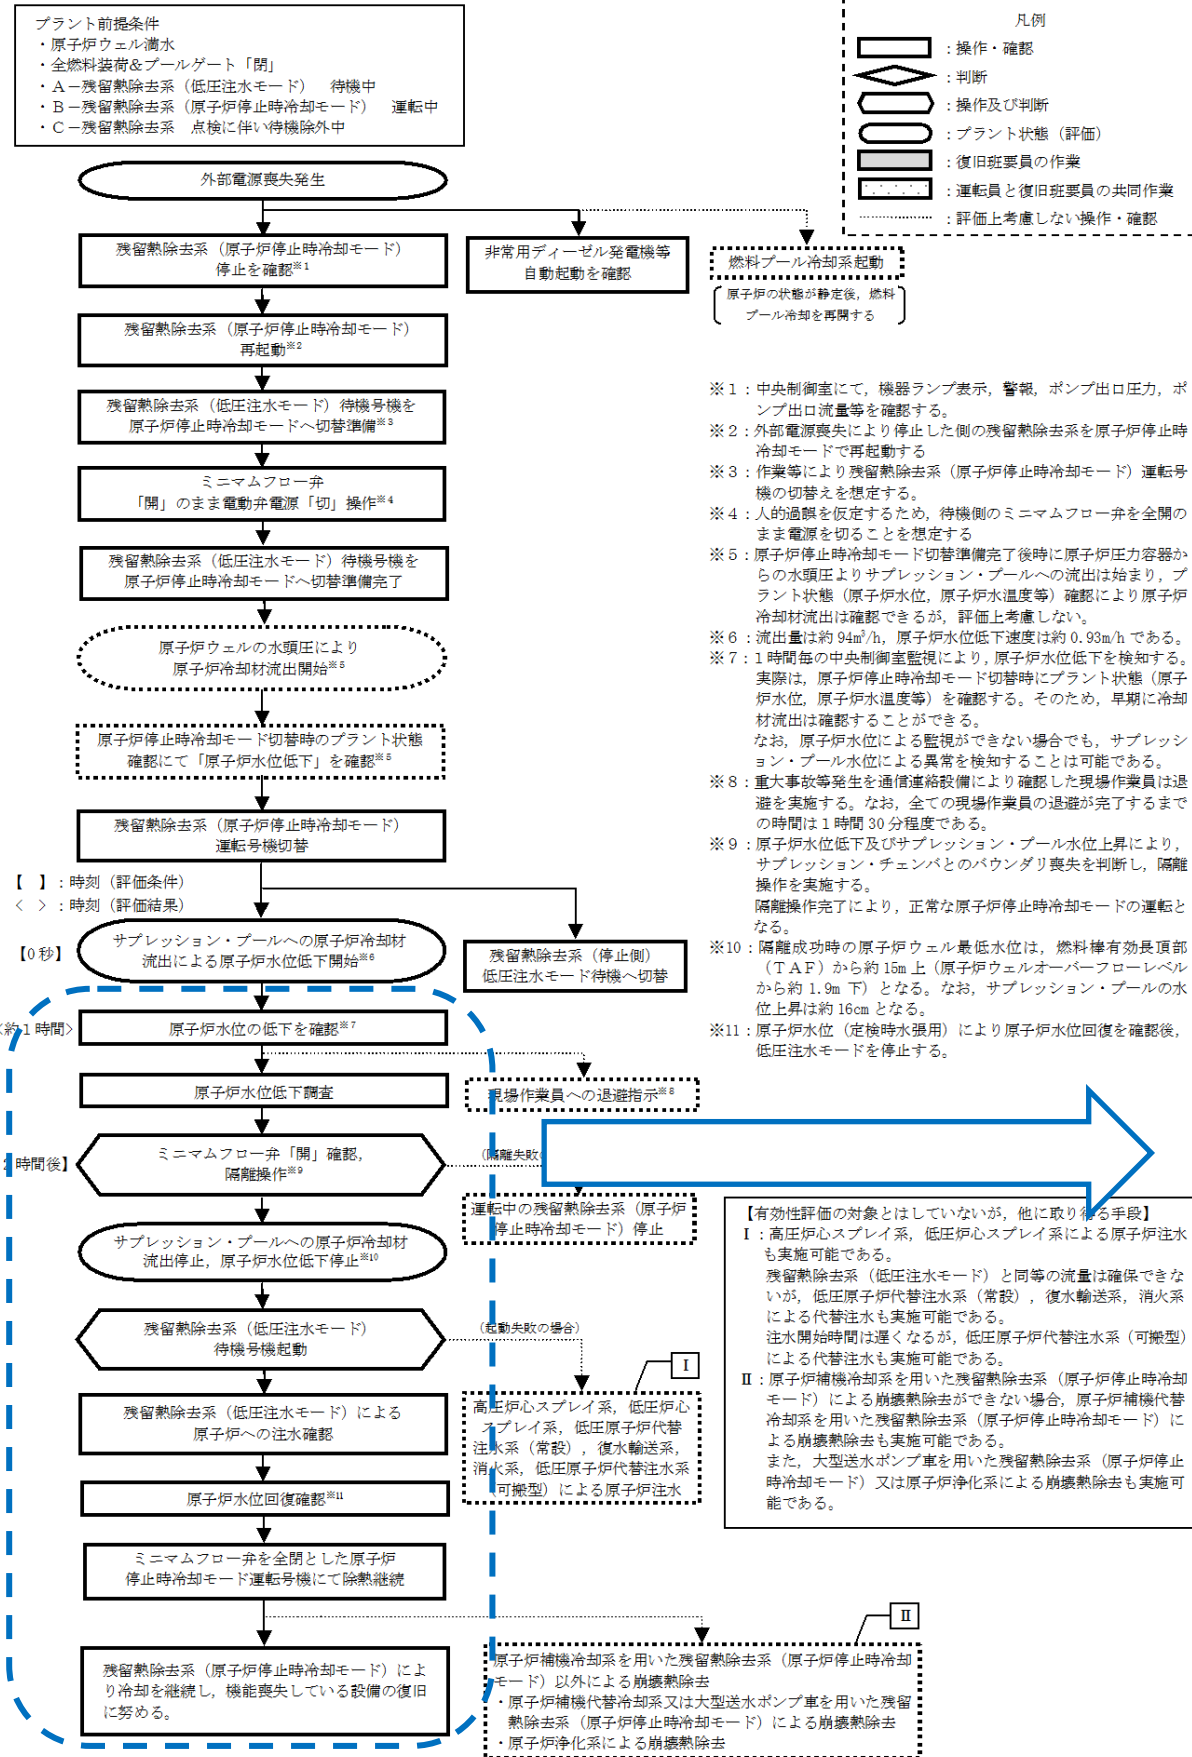 プラント前提条件
・原子炉ウェル満水
・全燃料装荷&プールゲート「閉」
・A－残留熱除去系（低圧注水モード）　待機中
・B－残留熱除去系（原子炉停止時冷却モード）　運転中
・C－残留熱除去系　点検に伴い待機除外中
凡例
：操作・確認
：判断
：操作及び判断
：プラント状態（評価）
：復旧班要員の作業
：運転員と復旧班要員の共同作業
：評価上考慮しない操作・確認
外部電源喪失発生
残留熱除去系（原子炉停止時冷却モード）
停止を確認※1
非常用ディーゼル発電機等
自動起動を確認
燃料プール冷却系起動
原子炉の状態が静定後，燃料
プール冷却を再開する
残留熱除去系（原子炉停止時冷却モード）
再起動※2
残留熱除去系（低圧注水モード）待機号機を
原子炉停止時冷却モードへ切替準備※3
ミニマムフロー弁
「開」のまま電動弁電源「切」操作※4
残留熱除去系（低圧注水モード）待機号機を
原子炉停止時冷却モードへ切替準備完了
原子炉ウェルの水頭圧により
原子炉冷却材流出開始※5
原子炉停止時冷却モード切替時のプラント状態
確認にて「原子炉水位低下」を確認※5
残留熱除去系（原子炉停止時冷却モード）
運転号機切替
【　】：時刻（評価条件）
〈　〉：時刻（評価結果）
【0秒】
サプレッション・プールへの原子炉冷却材
流出による原子炉水位低下開始※6
残留熱除去系（停止側）
低圧注水モード待機へ切替
〈約1時間〉
原子炉水位の低下を確認※7
原子炉水位低下調査
現場作業員への退避指示※8
時間後】
ミニマムフロー弁「開」確認，
隔離操作※9
（隔離失敗の
運転中の残留熱除去系（原子炉
停止時冷却モード）停止
サプレッション・プールへの原子炉冷却材
流出停止，原子炉水位低下停止※10
残留熱除去系（低圧注水モード）
待機号機起動
（起動失敗の場合）
Ⅰ
高圧炉心スプレイ系，低圧炉心
スプレイ系，低圧原子炉代替
注水系（常設），復水輸送系，
消火系，低圧原子炉代替注水系
（可搬型）による原子炉注水
残留熱除去系（低圧注水モード）による
原子炉への注水確認
原子炉水位回復確認※11
ミニマムフロー弁を全閉とした原子炉
停止時冷却モード運転号機にて除熱継続
残留熱除去系（原子炉停止時冷却モード）によ
り冷却を継続し，機能喪失している設備の復旧
に努める。
Ⅱ
原子炉補機冷却系を用いた残留熱除去系（原子炉停止時冷却
モード）以外による崩壊熱除去
・原子炉補機代替冷却系又は大型送水ポンプ車を用いた残留
熱除去系（原子炉停止時冷却モード）による崩壊熱除去
・原子炉浄化系による崩壊熱除去
※1：中央制御室にて，機器ランプ表示，警報，ポンプ出口圧力，ポ
ンプ出口流量等を確認する。
※2：外部電源喪失により停止した側の残留熱除去系を原子炉停止時
冷却モードで再起動する
※3：作業等により残留熱除去系（原子炉停止時冷却モード）運転号
機の切替えを想定する。
※4：人的過誤を仮定するため，待機側のミニマムフロー弁を全開の
まま電源を切ることを想定する
※5：原子炉停止時冷却モード切替準備完了後時に原子炉圧力容器か
らの水頭圧よりサプレッション・プールへの流出は始まり，プ
ラント状態（原子炉水位，原子炉水温度等）確認により原子炉
冷却材流出は確認できるが，評価上考慮しない。
※6：流出量は約94m³/h，原子炉水位低下速度は約0.93m/hである。
※7：1時間毎の中央制御室監視により，原子炉水位低下を検知する。
実際は，原子炉停止時冷却モード切替時にプラント状態（原子
炉水位，原子炉水温度等）を確認する。そのため，早期に冷却
材流出は確認することができる。
なお，原子炉水位による監視ができない場合でも，サプレッシ
ョン・プール水位による異常を検知することは可能である。
※8：重大事故等発生を通信連絡設備により確認した現場作業員は退
避を実施する。なお，全ての現場作業員の退避が完了するまで
の時間は1時間30分程度である。
※9：原子炉水位低下及びサプレッション・プール水位上昇により，
サプレッション・チェンバとのバウンダリ喪失を判断し，隔離
操作を実施する。
隔離操作完了により，正常な原子炉停止時冷却モードの運転と
なる。
※10：隔離成功時の原子炉ウェル最低水位は，燃料棒有効長頂部
（TAF）から約15m上（原子炉ウェルオーバーフローレベル
から約1.9m下）となる。なお，サプレッション・プールの水
位上昇は約16cmとなる。
※11：原子炉水位（定検時水張用）により原子炉水位回復を確認後，
低圧注水モードを停止する。
【有効性評価の対象とはしていないが，他に取り得る手段】
Ⅰ：高圧炉心スプレイ系，低圧炉心スプレイ系による原子炉注水
も実施可能である。
残留熱除去系（低圧注水モード）と同等の流量は確保できな
いが，低圧原子炉代替注水系（常設），復水輸送系，消火系
による代替注水も実施可能である。
注水開始時間は遅くなるが，低圧原子炉代替注水系（可搬型）
による代替注水も実施可能である。
Ⅱ：原子炉補機冷却系を用いた残留熱除去系（原子炉停止時冷却
モード）による崩壊熱除去ができない場合，原子炉補機代替
冷却系を用いた残留熱除去系（原子炉停止時冷却モード）に
よる崩壊熱除去も実施可能である。
また，大型送水ポンプ車を用いた残留熱除去系（原子炉停止
時冷却モード）又は原子炉浄化系による崩壊熱除去も実施可
能である。